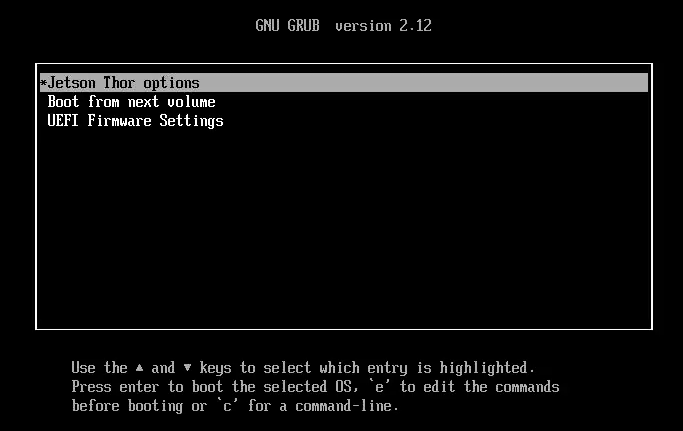 GNU GRUB  version 2.12
*Jetson Thor options
Boot from next volume
UEFI Firmware Settings
Use the ▲ and ▼ keys to select which entry is highlighted.
Press enter to boot the selected OS, `e' to edit the commands
before booting or `c' for a command-line.